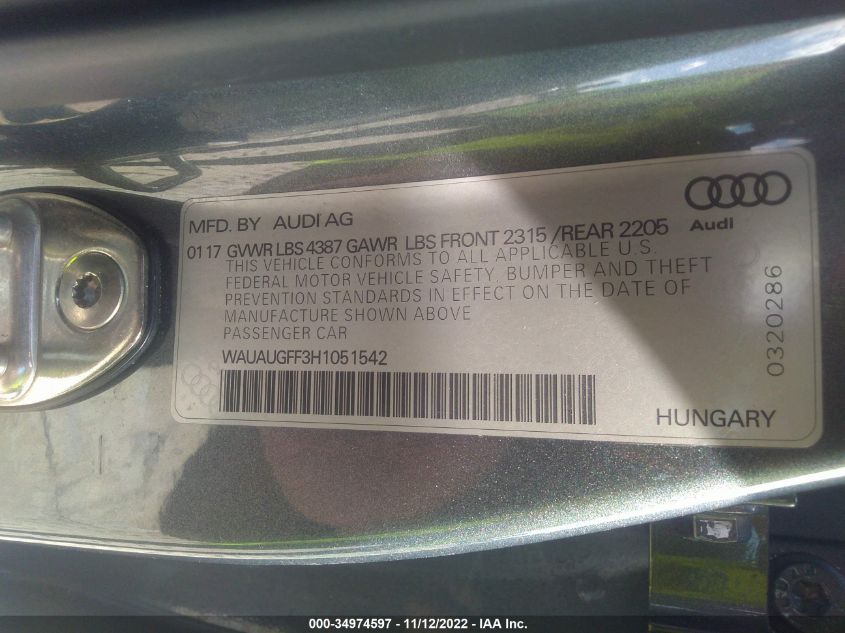 MFD. BY AUDI AG
Audi
0117 GVWR LBS 4387 GAWR LBS FRONT 2315 /REAR 2205
THIS VEHICLE CONFORMS TO ALL APPLICABLE U.S.
FEDERAL MOTOR VEHICLE SAFETY, BUMPER AND THEFT
PREVENTION STANDARDS IN EFFECT ON THE DATE OF
MANUFACTURE SHOWN ABOVE
PASSENGER CAR
WAUAUGFF3H1051542
0320286
HUNGARY
000-34974597 - 11/12/2022 - IAA Inc.